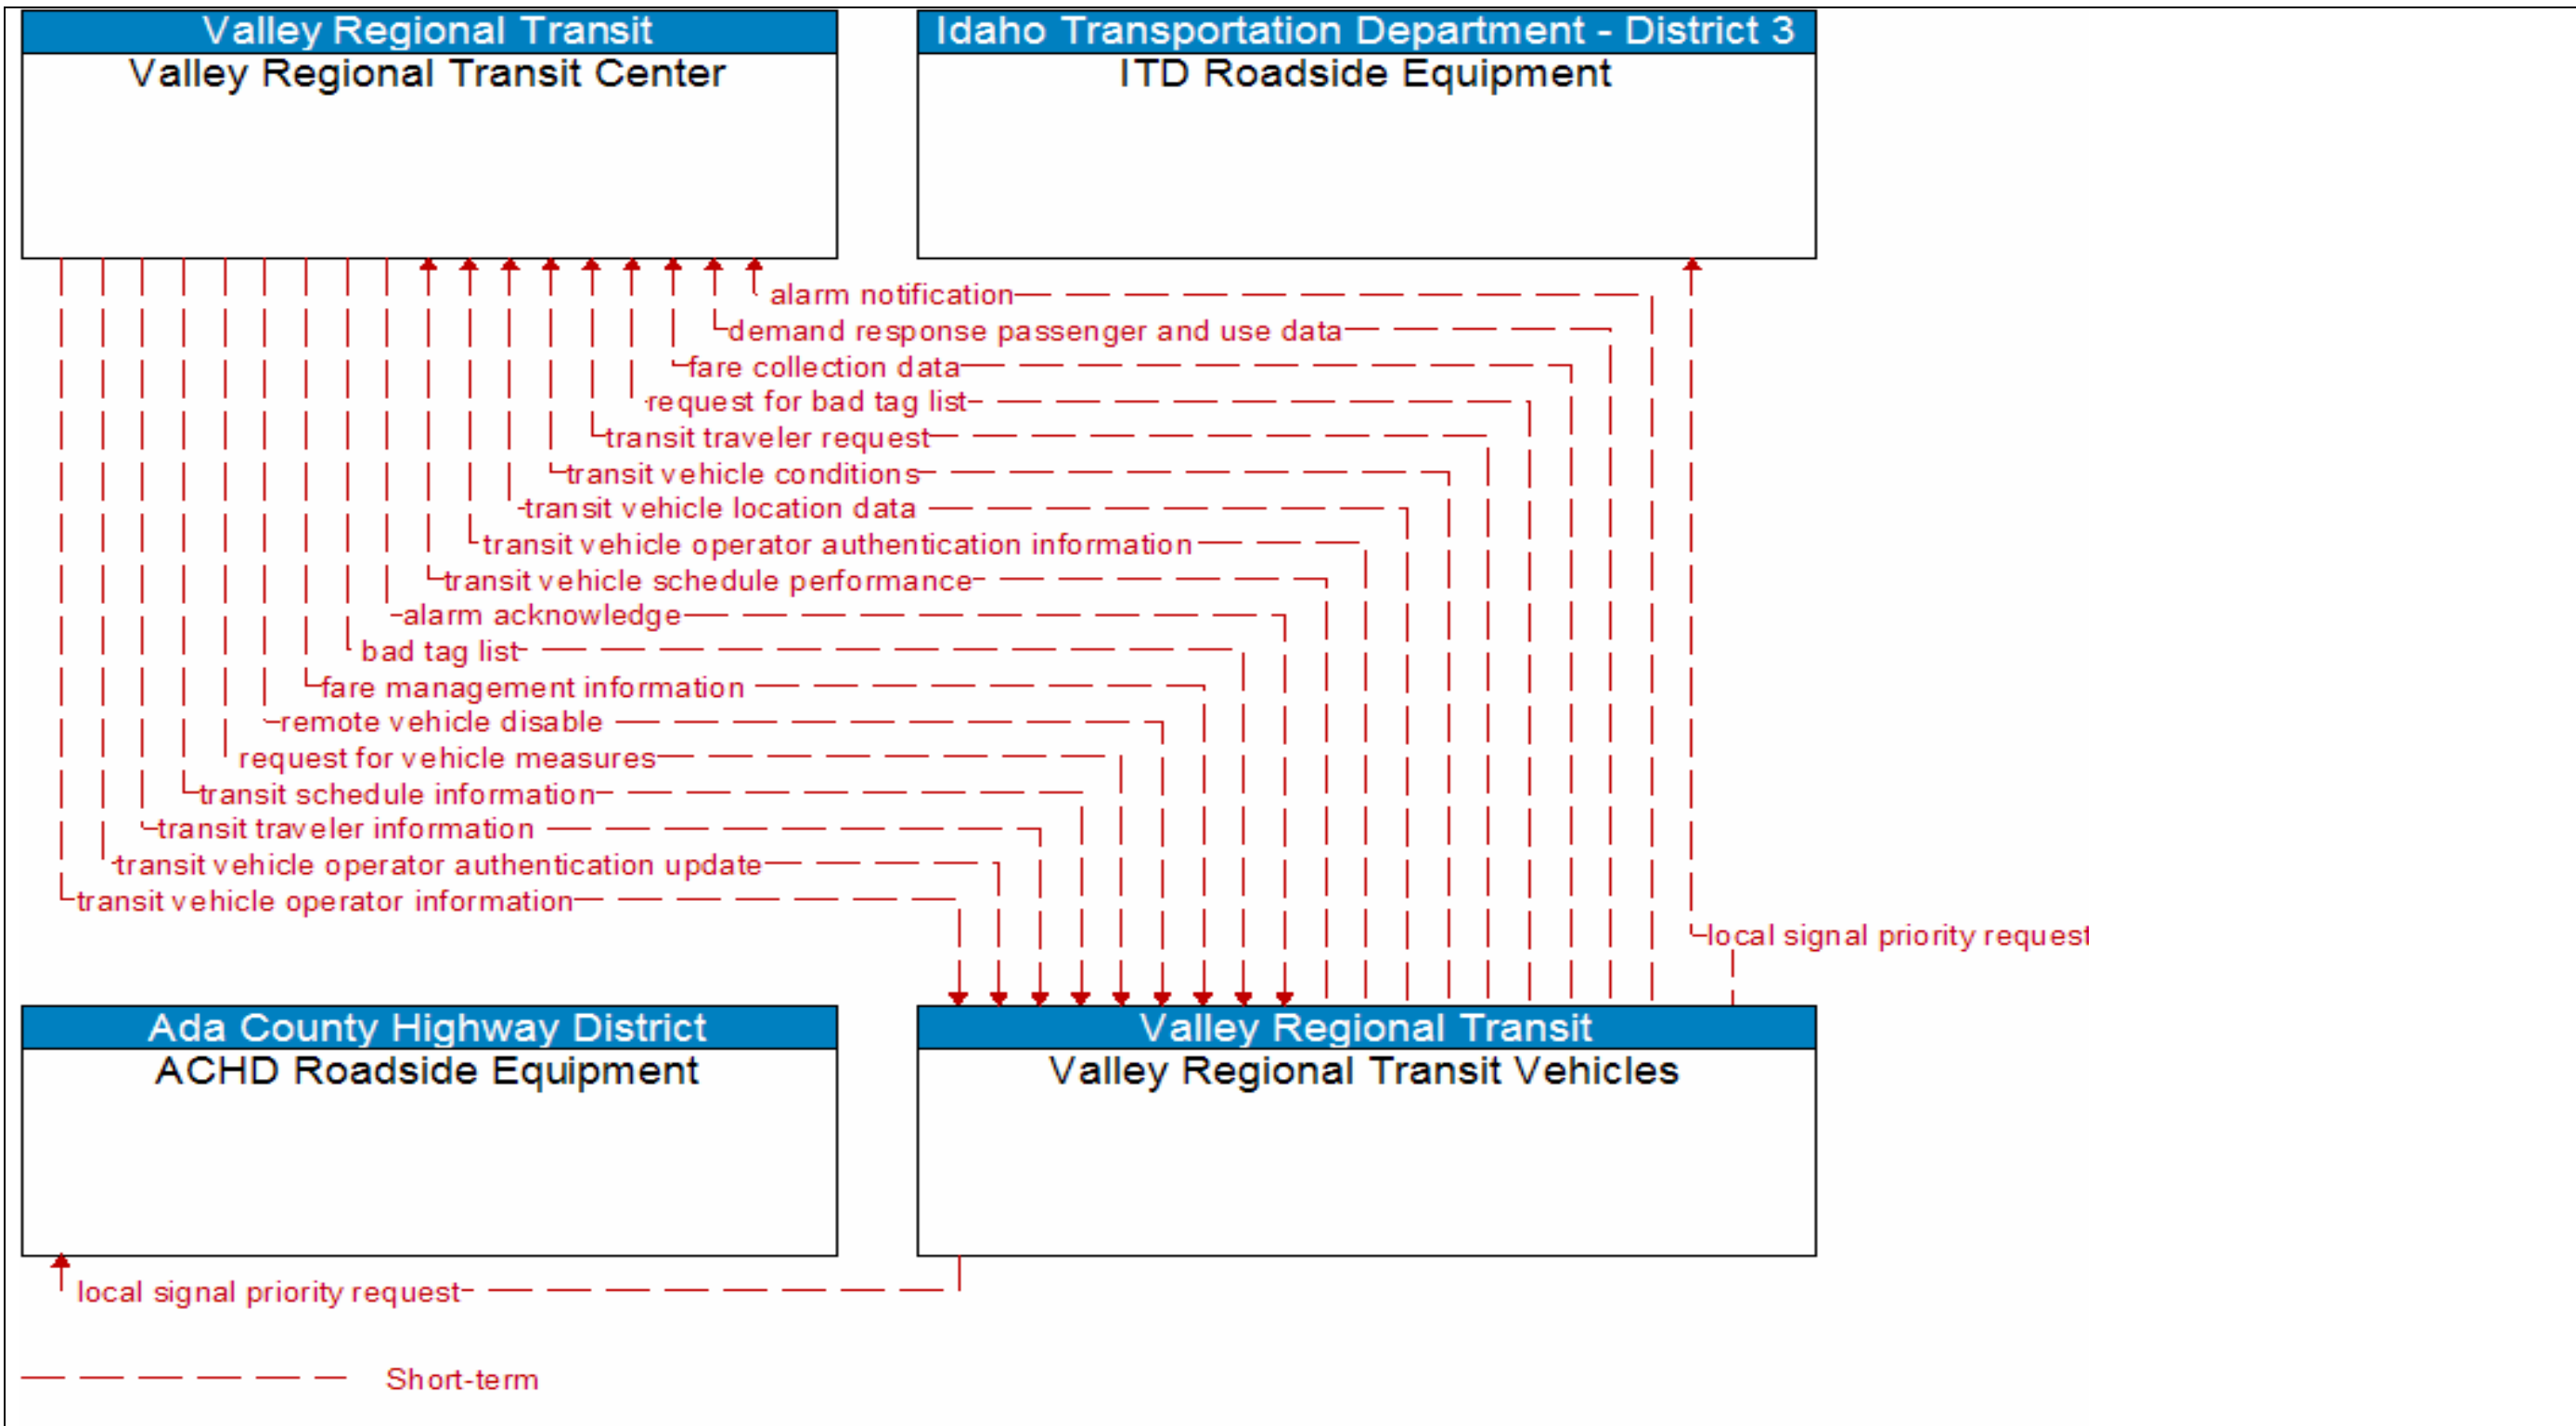 Valley Regional Transit
Valley Regional Transit Center
Idaho Transportation Department - District 3
ITD Roadside Equipment
alarm notification
demand response passenger and use data
fare collection data
request for bad tag list
transit traveler request
transit vehicle conditions
transit vehicle location data
transit vehicle operator authentication information
transit vehicle schedule performance
alarm acknowledge
bad tag list
fare management information
remote vehicle disable
request for vehicle measures
transit schedule information
transit traveler information
transit vehicle operator authentication update
transit vehicle operator information
local signal priority request
Ada County Highway District
ACHD Roadside Equipment
Valley Regional Transit
Valley Regional Transit Vehicles
local signal priority request
Short-term